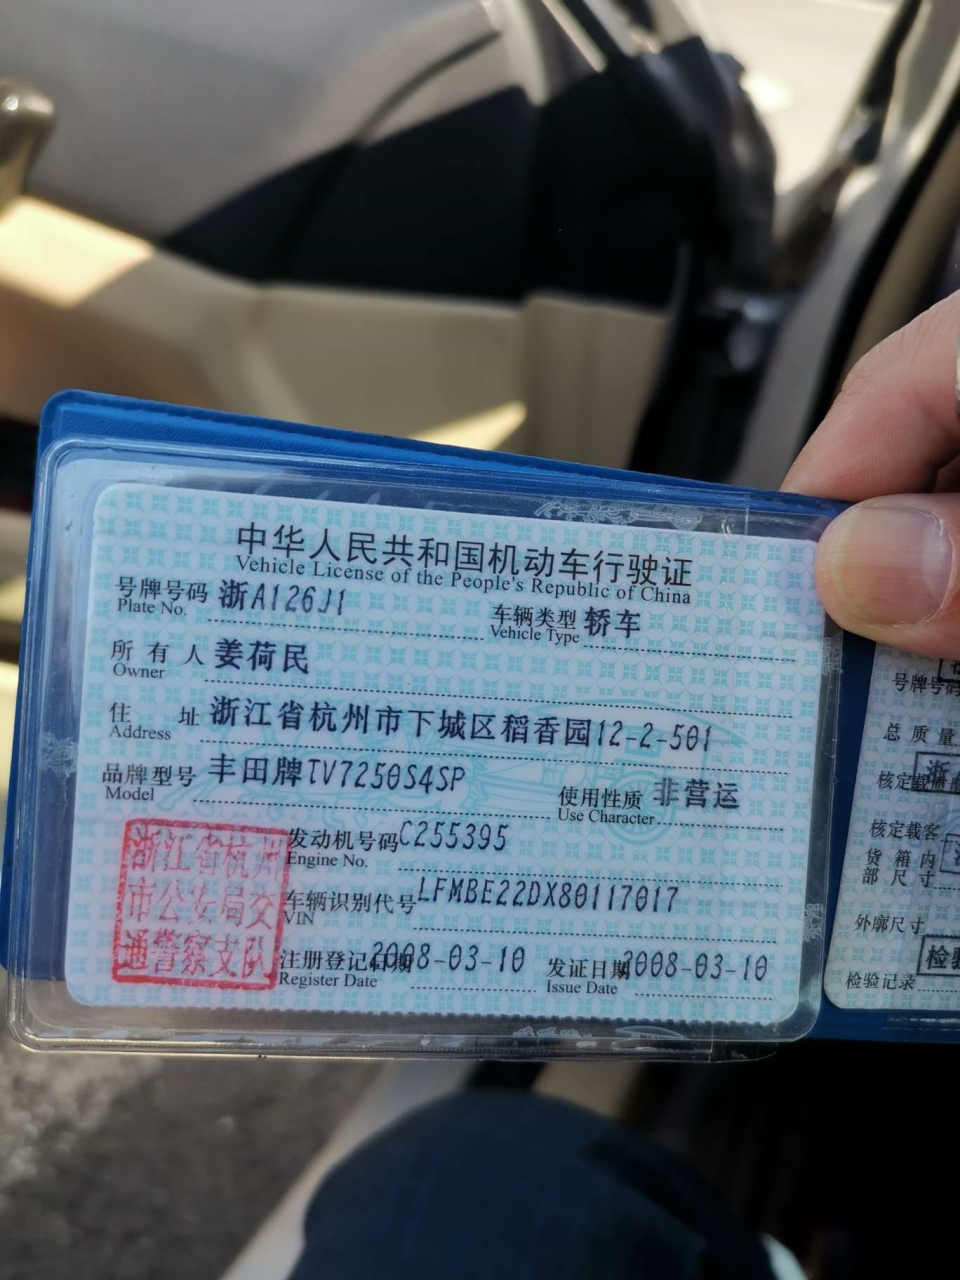 中华人民共和国机动车行驶证
Vehicle License of the People's Republic of China
号牌号码 浙A126J1 车辆类型 轿车
Plate No. Vehicle Type
所有人 姜荷民
Owner
住址 浙江省杭州市下城区稻香园12-2-501
Address
品牌型号 丰田牌TV7250S4SP 使用性质 非营运
Model Use Character
发动机号码 C255395
Engine No.
车辆识别代号 LFMBE22DX80117017
VIN
注册登记日期 2008-03-10 发证日期 2008-03-10
Register Date Issue Date
浙江省杭州
市公安局交
通警察支队
号牌号码
总质量
核定载质量
核定载客
货箱内
部尺寸
外廓尺寸
检验记录